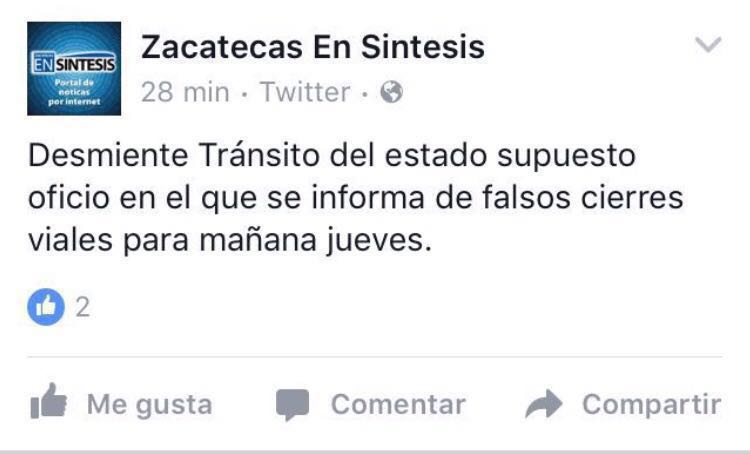 EN SINTESIS
Portal de
noticas
por internet
Zacatecas En Sintesis
28 min · Twitter ·
Desmiente Tránsito del estado supuesto
oficio en el que se informa de falsos cierres
viales para mañana jueves.
2
Me gusta
Comentar
Compartir